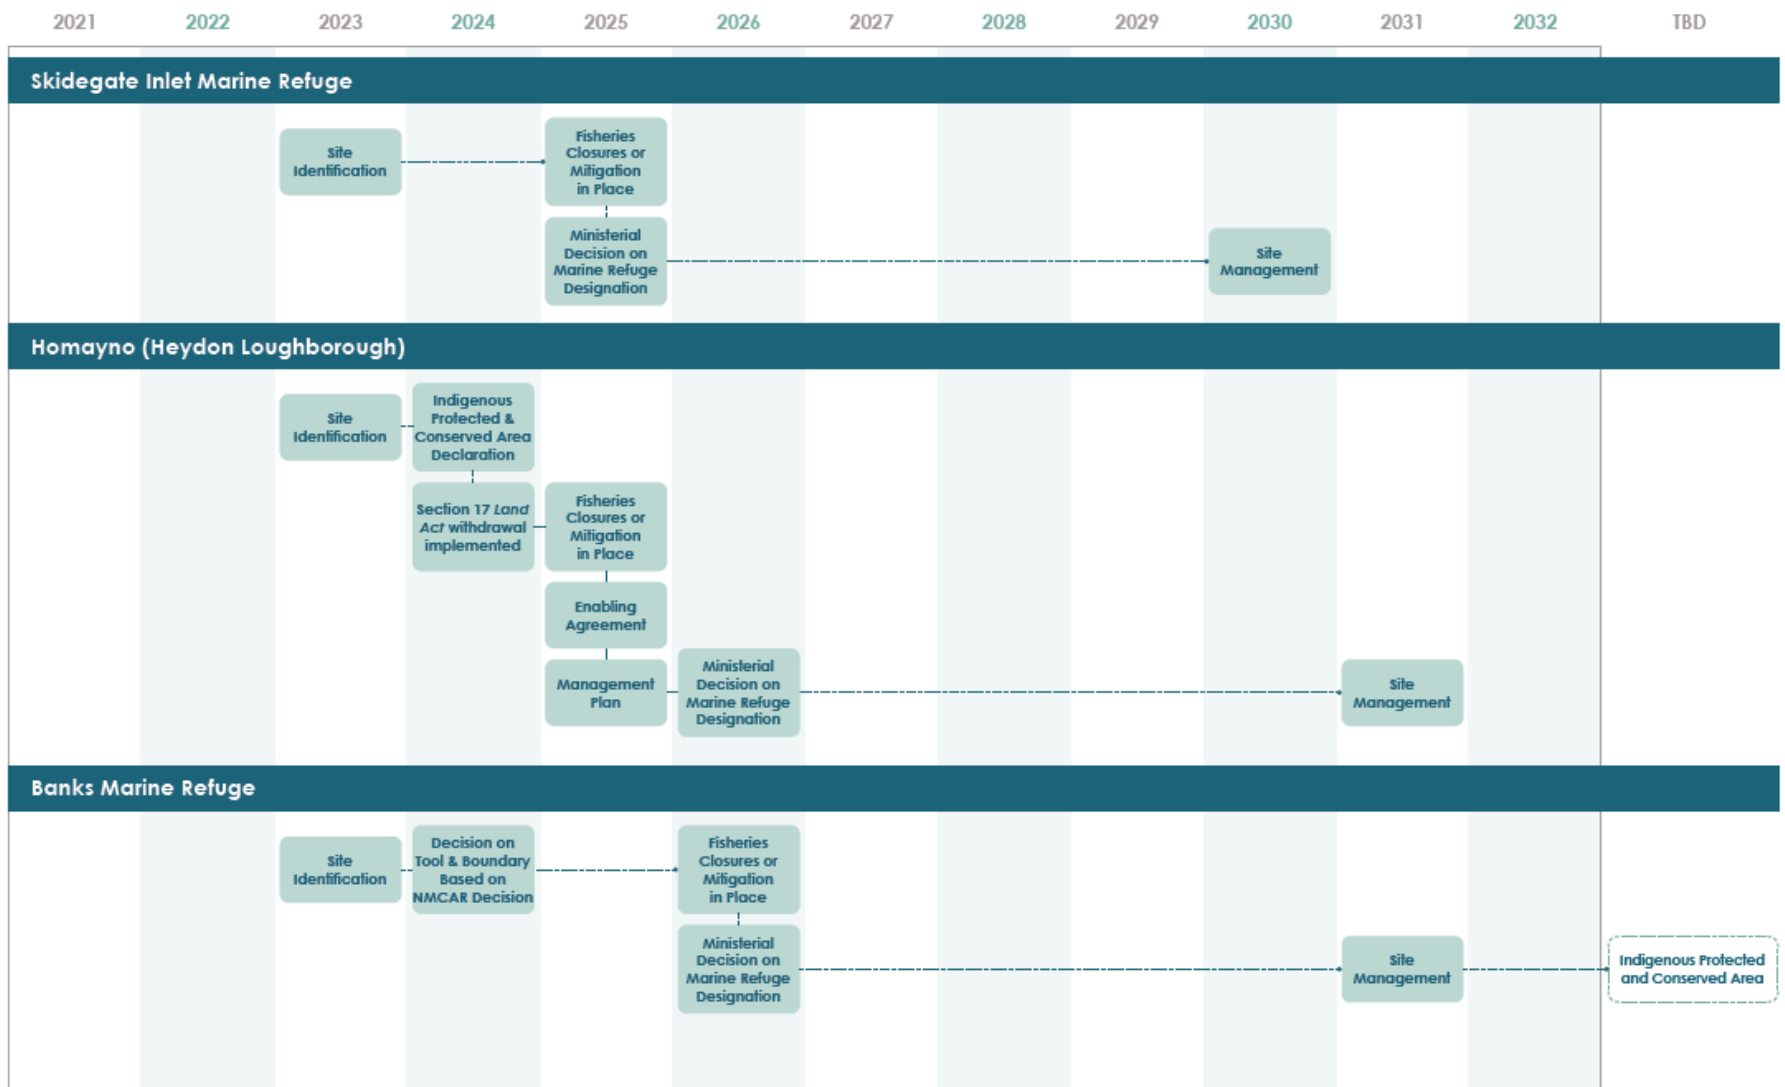 2021 2022 2023 2024 2025 2026 2027 2028 2029 2030 2031 2032 TBD
Skidegate Inlet Marine Refuge
Site
Identification
Fisheries
Closures or
Mitigation
in Place
Ministerial
Decision on
Marine Refuge
Designation
Site
Management
Homayno (Heydon Loughborough)
Site
Identification
Indigenous
Protected &
Conserved Area
Declaration
Section 17 Land
Act withdrawal
implemented
Fisheries
Closures or
Mitigation
in Place
Enabling
Agreement
Management
Plan
Ministerial
Decision on
Marine Refuge
Designation
Site
Management
Banks Marine Refuge
Site
Identification
Decision on
Tool & Boundary
Based on
NMCAR Decision
Fisheries
Closures or
Mitigation
in Place
Ministerial
Decision on
Marine Refuge
Designation
Site
Management
Indigenous Protected
and Conserved Area